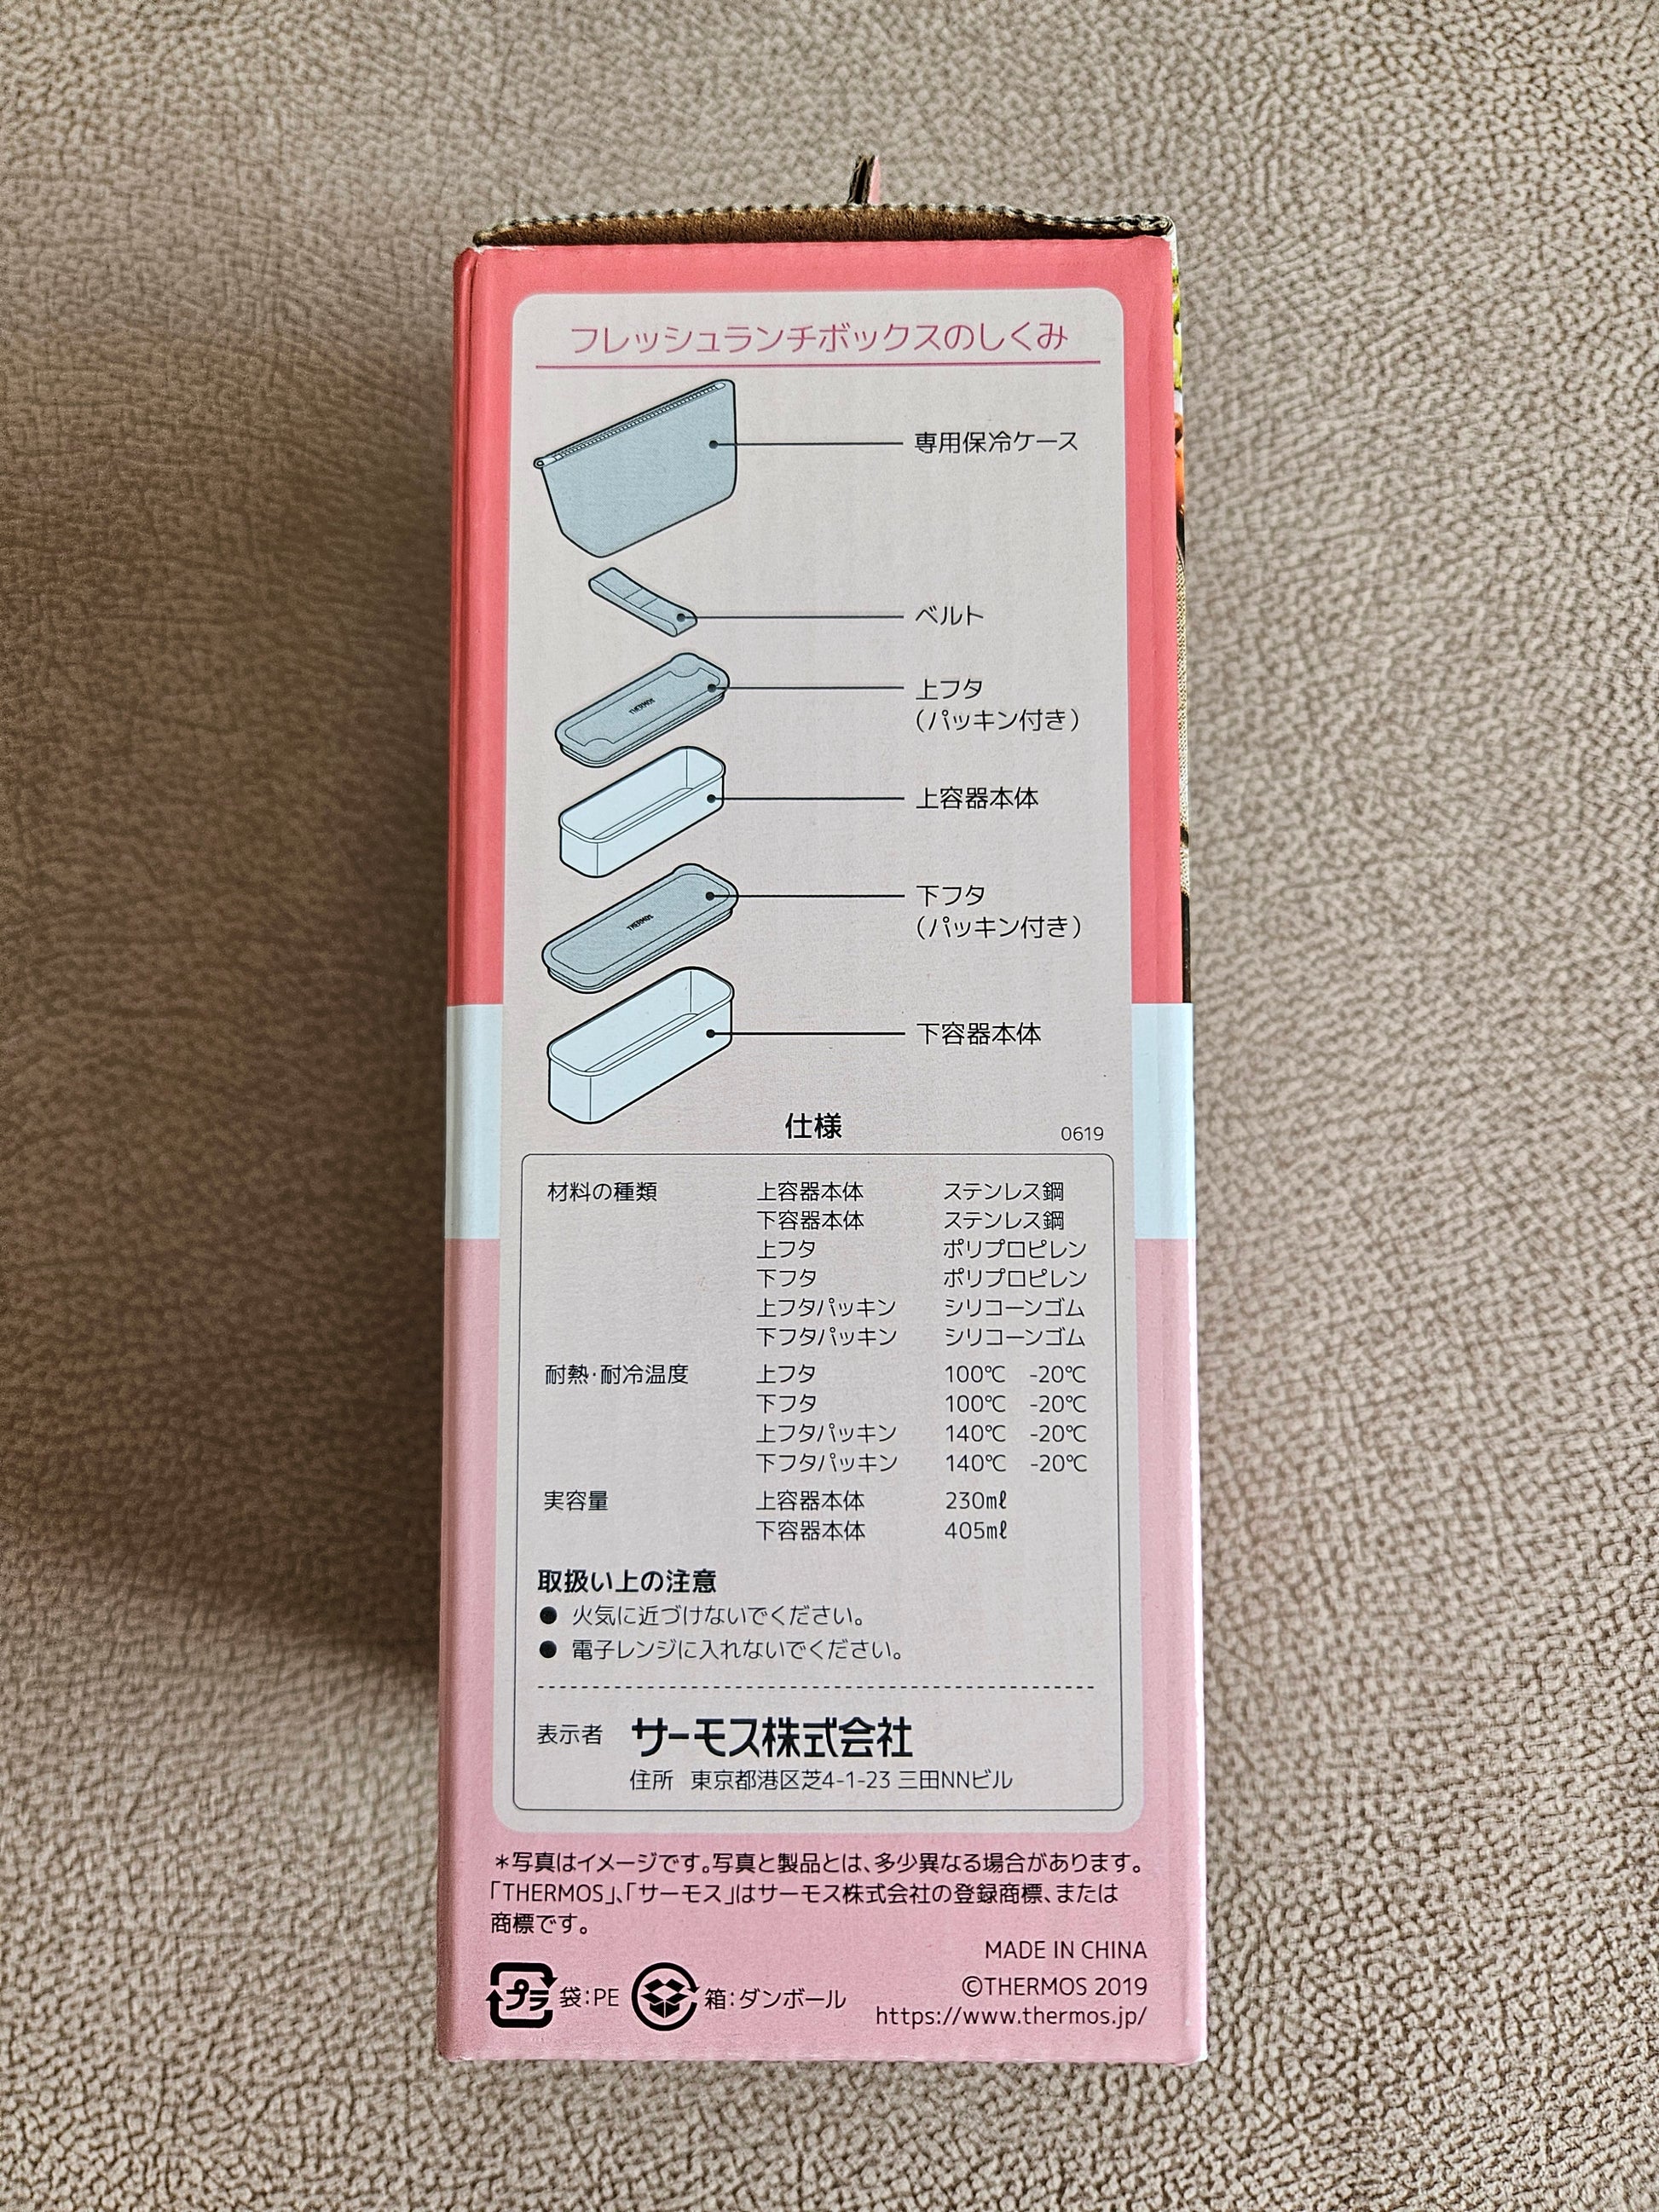 フレッシュランチボックスのしくみ
専用保冷ケース
ベルト
上フタ
（パッキン付き）
THERMOS
上容器本体
下フタ
（パッキン付き）
THERMOS
下容器本体
仕様
0619
材料の種類 上容器本体 ステンレス鋼
下容器本体 ステンレス鋼
上フタ ポリプロピレン
下フタ ポリプロピレン
上フタパッキン シリコーンゴム
下フタパッキン シリコーンゴム
耐熱･耐冷温度 上フタ 100℃ -20℃
下フタ 100℃ -20℃
上フタパッキン 140℃ -20℃
下フタパッキン 140℃ -20℃
実容量 上容器本体 230mℓ
下容器本体 405mℓ
取扱い上の注意
● 火気に近づけないでください。
● 電子レンジに入れないでください。
表示者 サーモス株式会社
住所 東京都港区芝4-1-23 三田NNビル
＊写真はイメージです。写真と製品とは、多少異なる場合があります。
「THERMOS」、「サーモス」はサーモス株式会社の登録商標、または
商標です。
MADE IN CHINA
プラ 袋：PE 箱：ダンボール
©THERMOS 2019
https://www.thermos.jp/